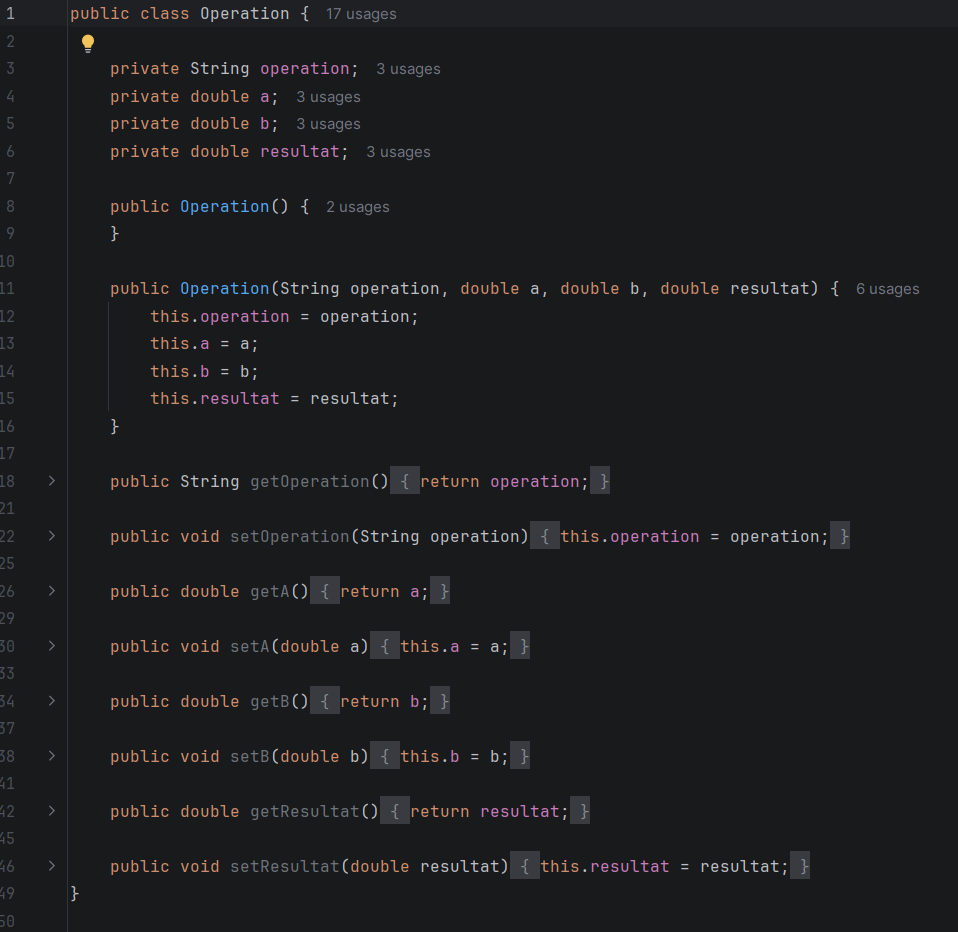 1 public class Operation { 17 usages
2
3 private String operation; 3 usages
4 private double a; 3 usages
5 private double b; 3 usages
6 private double resultat; 3 usages
7
8 public Operation() { 2 usages
9 }
10
11 public Operation(String operation, double a, double b, double resultat) { 6 usages
12 this.operation = operation;
13 this.a = a;
14 this.b = b;
15 this.resultat = resultat;
16 }
17
18 public String getOperation() { return operation; }
21
22 public void setOperation(String operation) { this.operation = operation; }
25
26 public double getA() { return a; }
29
30 public void setA(double a) { this.a = a; }
33
34 public double getB() { return b; }
37
38 public void setB(double b) { this.b = b; }
41
42 public double getResultat() { return resultat; }
45
46 public void setResultat(double resultat) { this.resultat = resultat; }
49 }
50